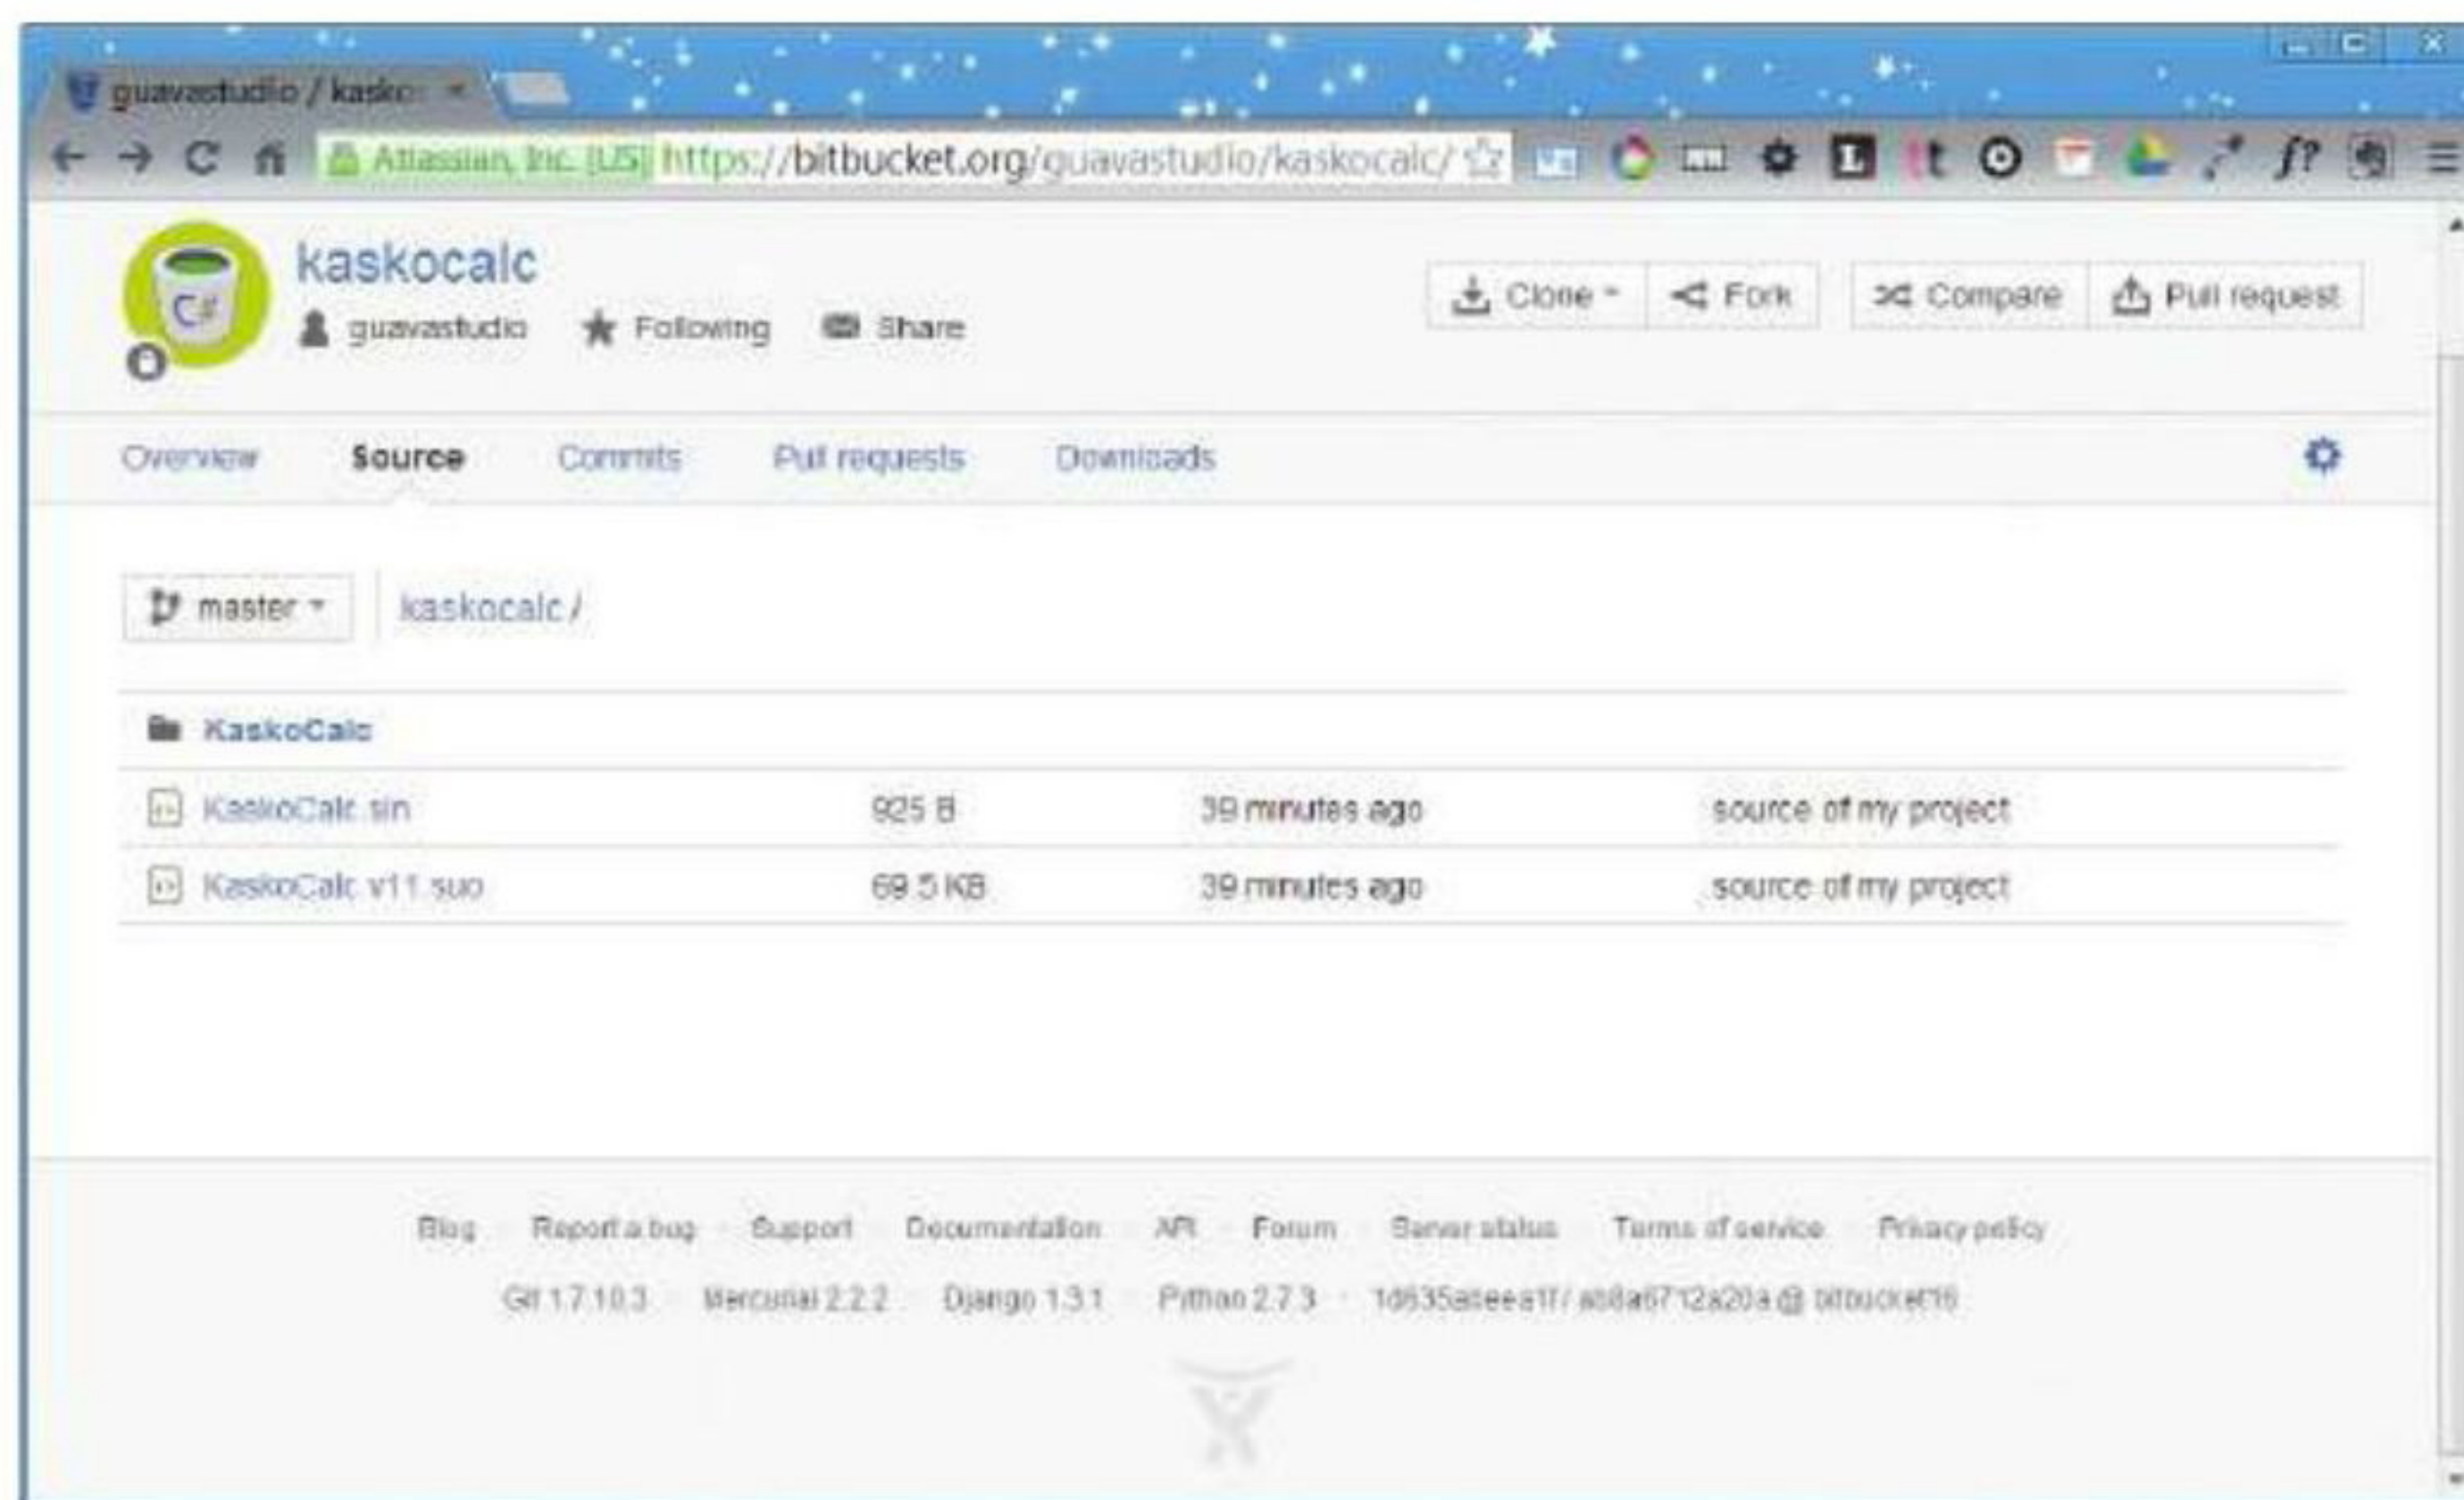 guavastudio / kasko
Atlassian, Inc. [US] https://bitbucket.org/guavastudio/kaskocalc/
kaskocalc
C#
guavastudio Following Share
Clone Fork Compare Pull request
Overview Source Commits Pull requests Downloads
master kaskocalc /
KaskoCalc
KaskoCalc.sln 925 B 39 minutes ago source of my project
KaskoCalc.v11.suo 69.5 KB 39 minutes ago source of my project
Blog Report a bug Support Documentation API Forum Server status Terms of service Privacy policy
Git 1.7.10.3 Mercurial 2.2.2 Django 1.3.1 Python 2.7.3 @ bitbucket16